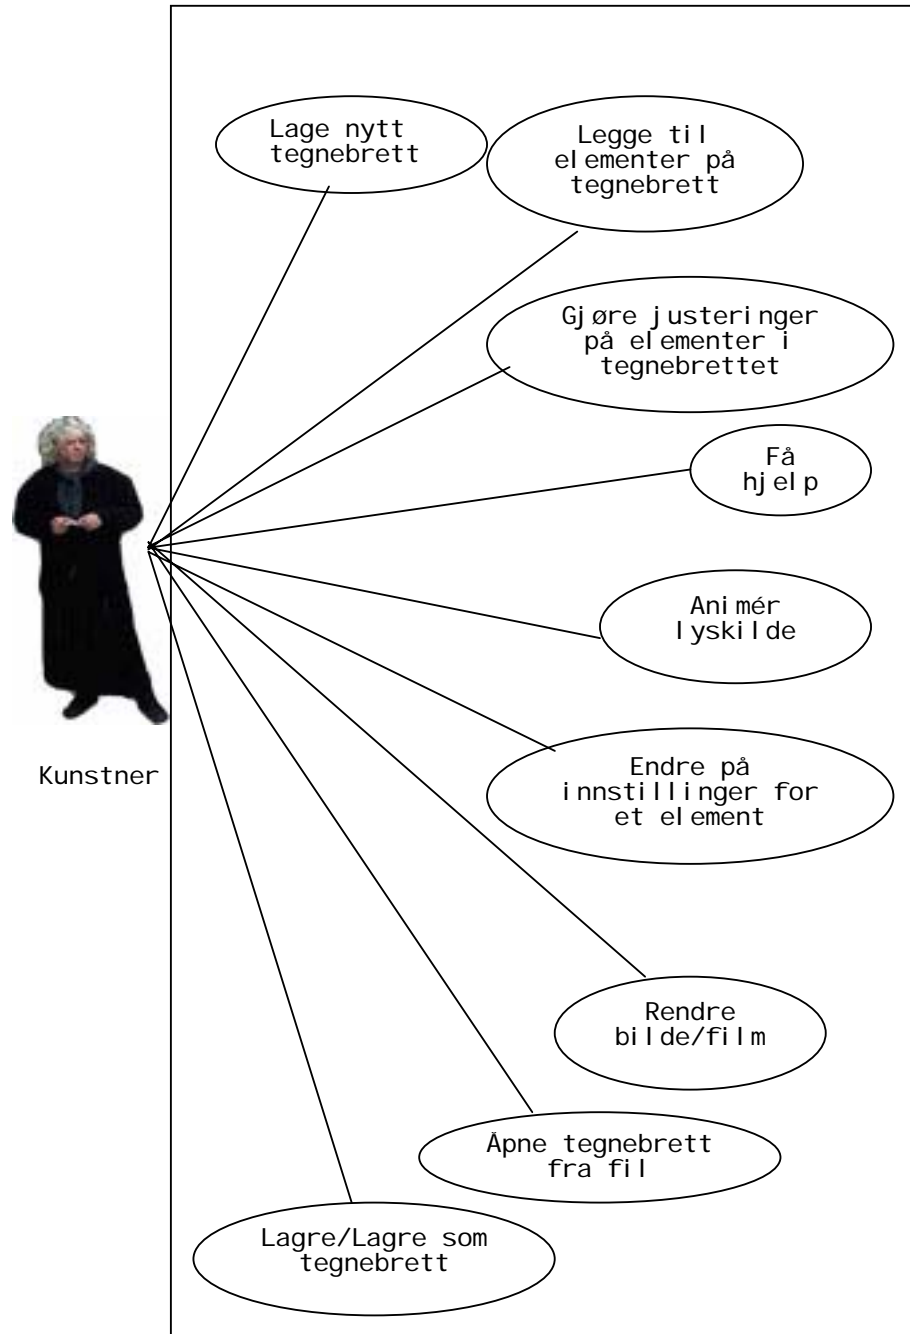 Lage nytt
tegnebrett
Legge til
elementer på
tegnebrett
Gjøre justeringer
på elementer i
tegnebrettet
Få
hjelp
Animér
lyskilde
Kunstner
Endre på
innstillinger for
et element
Rendre
bilde/film
Åpne tegnebrett
fra fil
Lagre/Lagre som
tegnebrett